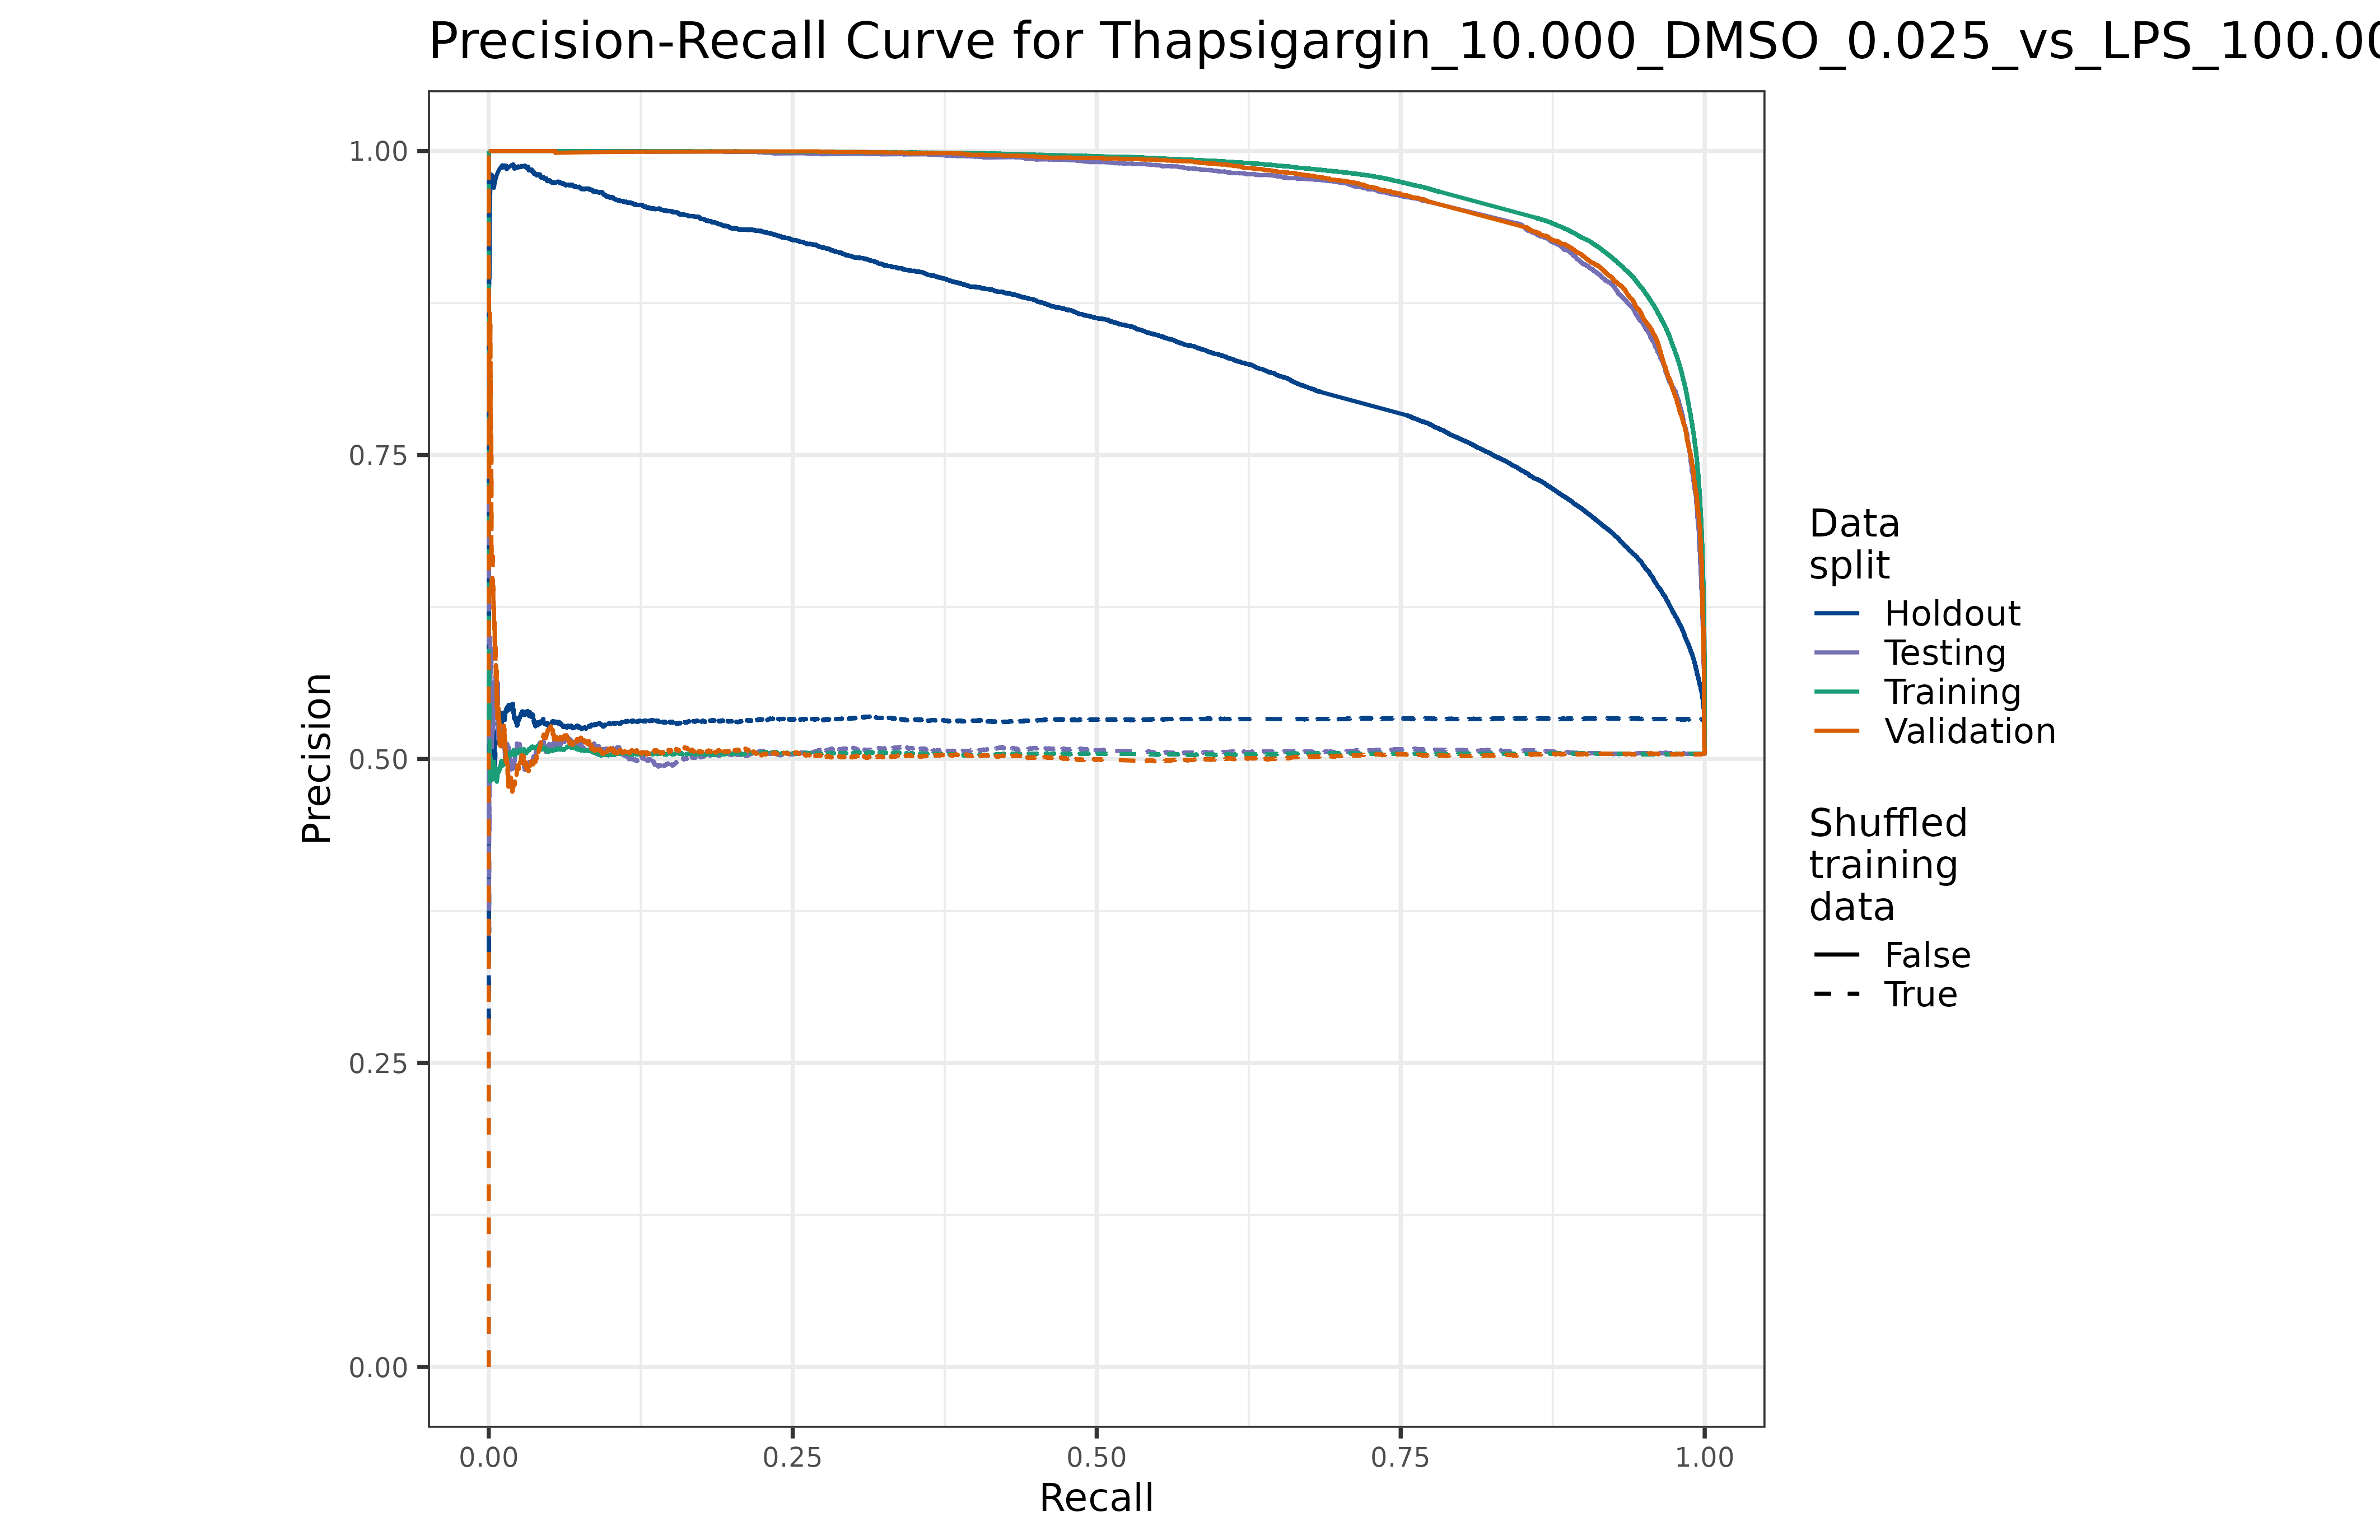 Precision-Recall Curve for Thapsigargin_10.000_DMSO_0.025_vs_LPS_100.00
1.00
0.75
0.50
0.25
0.00
Precision
0.00 0.25 0.50 0.75 1.00
Recall
Data
split
Holdout
Testing
Training
Validation
Shuffled
training
data
False
True